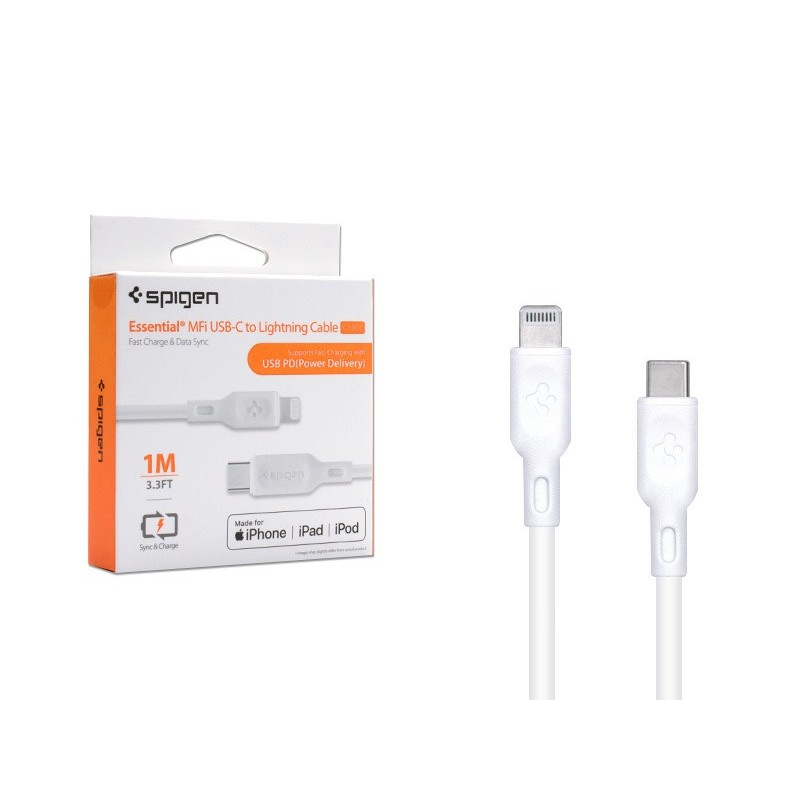 spigen
Essential® MFi USB-C to Lightning Cable
Fast Charge & Data Sync
Supports Fast-Charging with
USB PD(Power Delivery)
spigen
spigen
1M
3.3FT
Sync & Charge
Made for
iPhone | iPad | iPod